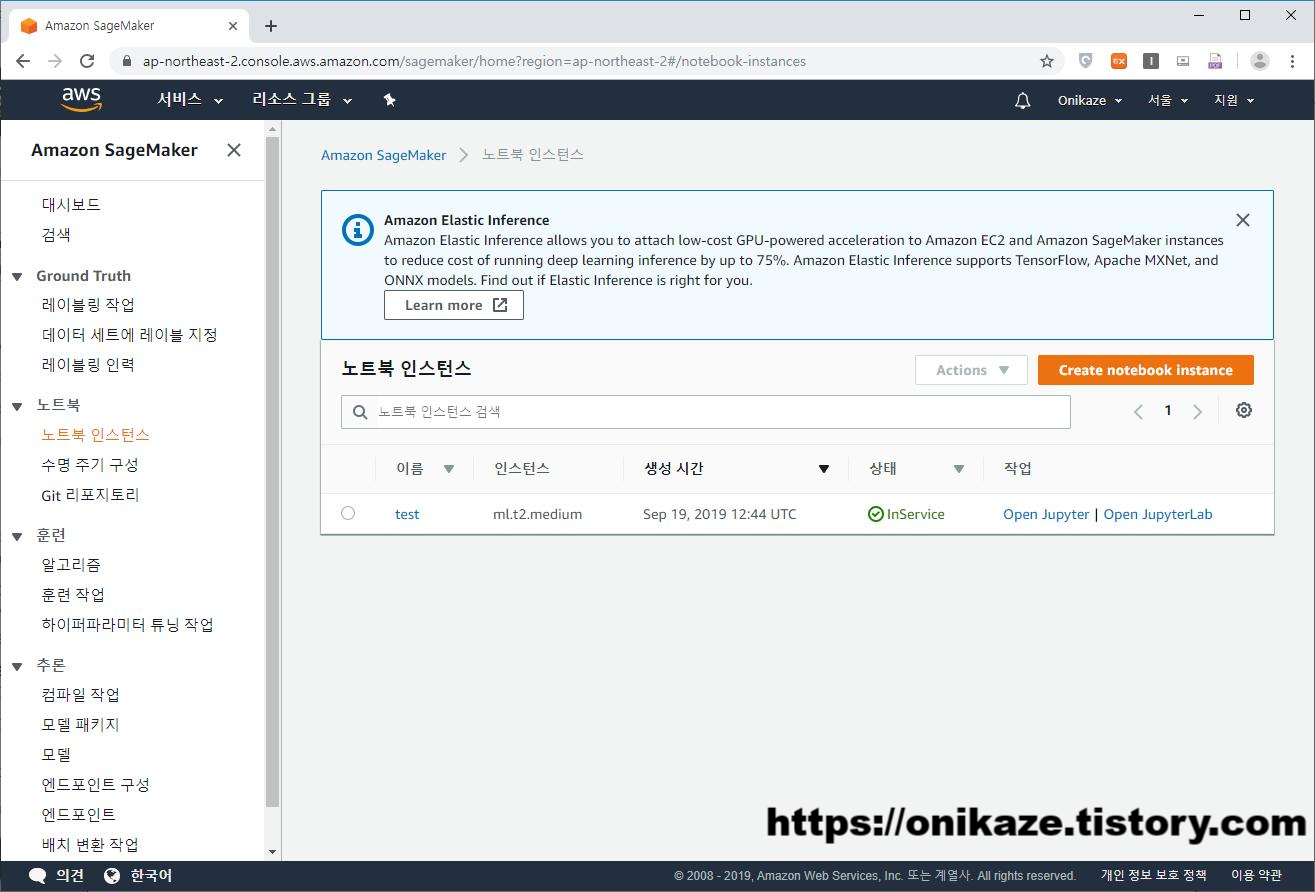 Amazon SageMaker
ap-northeast-2.console.aws.amazon.com/sagemaker/home?region=ap-northeast-2#/notebook-instances
aws 서비스 리소스 그룹 Onikaze 서울 지원
Amazon SageMaker
대시보드
검색
Ground Truth
레이블링 작업
데이터 세트에 레이블 지정
레이블링 인력
노트북
노트북 인스턴스
수명 주기 구성
Git 리포지토리
훈련
알고리즘
훈련 작업
하이퍼파라미터 튜닝 작업
추론
컴파일 작업
모델 패키지
모델
엔드포인트 구성
엔드포인트
배치 변환 작업
Amazon SageMaker 노트북 인스턴스
Amazon Elastic Inference
Amazon Elastic Inference allows you to attach low-cost GPU-powered acceleration to Amazon EC2 and Amazon SageMaker instances
to reduce cost of running deep learning inference by up to 75%. Amazon Elastic Inference supports TensorFlow, Apache MXNet, and
ONNX models. Find out if Elastic Inference is right for you.
Learn more
노트북 인스턴스 Actions Create notebook instance
노트북 인스턴스 검색 1
이름 인스턴스 생성 시간 상태 작업
test ml.t2.medium Sep 19, 2019 12:44 UTC InService Open Jupyter | Open JupyterLab
https://onikaze.tistory.com
의견 한국어 © 2008 - 2019, Amazon Web Services, Inc. 또는 계열사. All rights reserved. 개인 정보 보호 정책 이용 약관